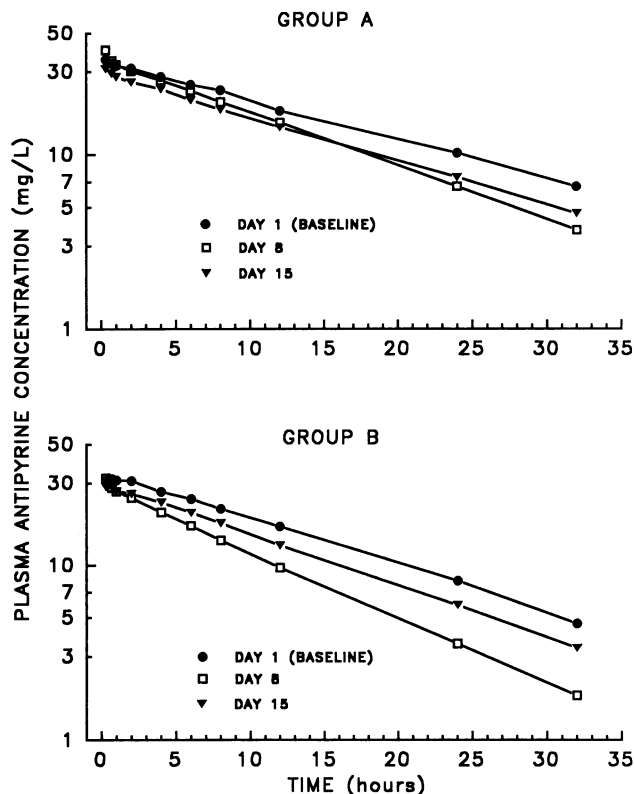 GROUP A
50
30
10
7
5
3
1
DAY 1 (BASELINE)
DAY 8
DAY 15
0 5 10 15 20 25 30 35
PLASMA ANTIPYRINE CONCENTRATION (mg/L)
GROUP B
50
30
10
7
5
3
1
DAY 1 (BASELINE)
DAY 8
DAY 15
0 5 10 15 20 25 30 35
TIME (hours)